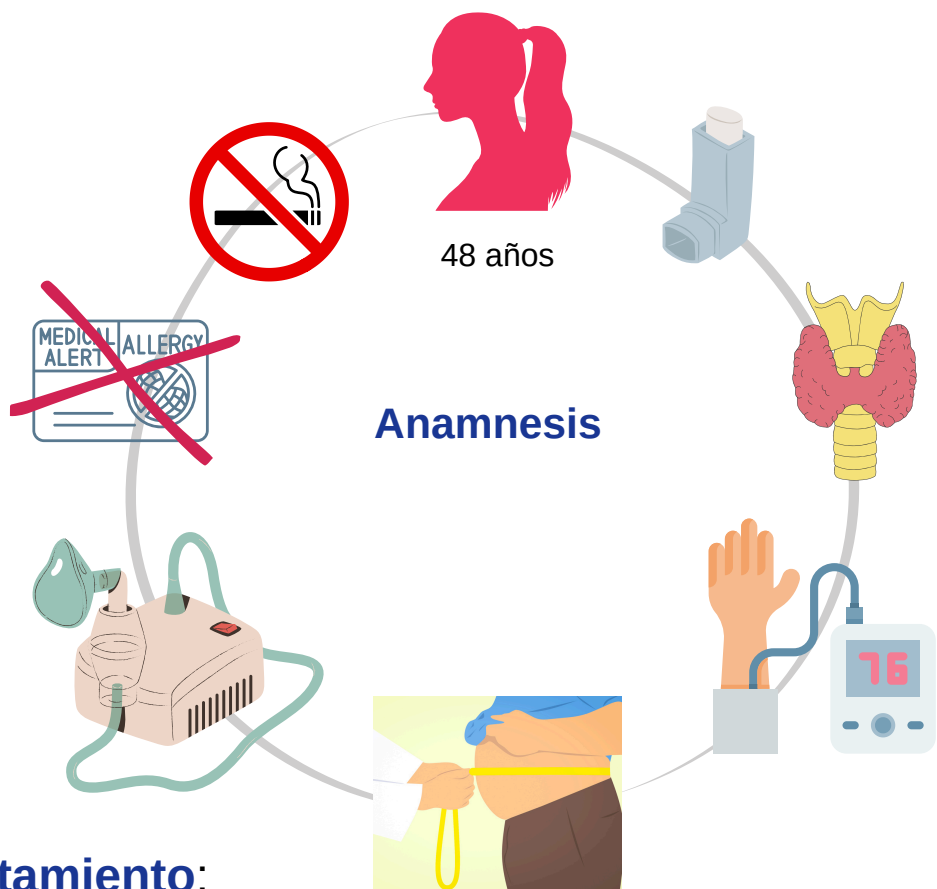 48 años
MEDICAL
ALERT
ALLERGY
Anamnesis
76
tamiento: